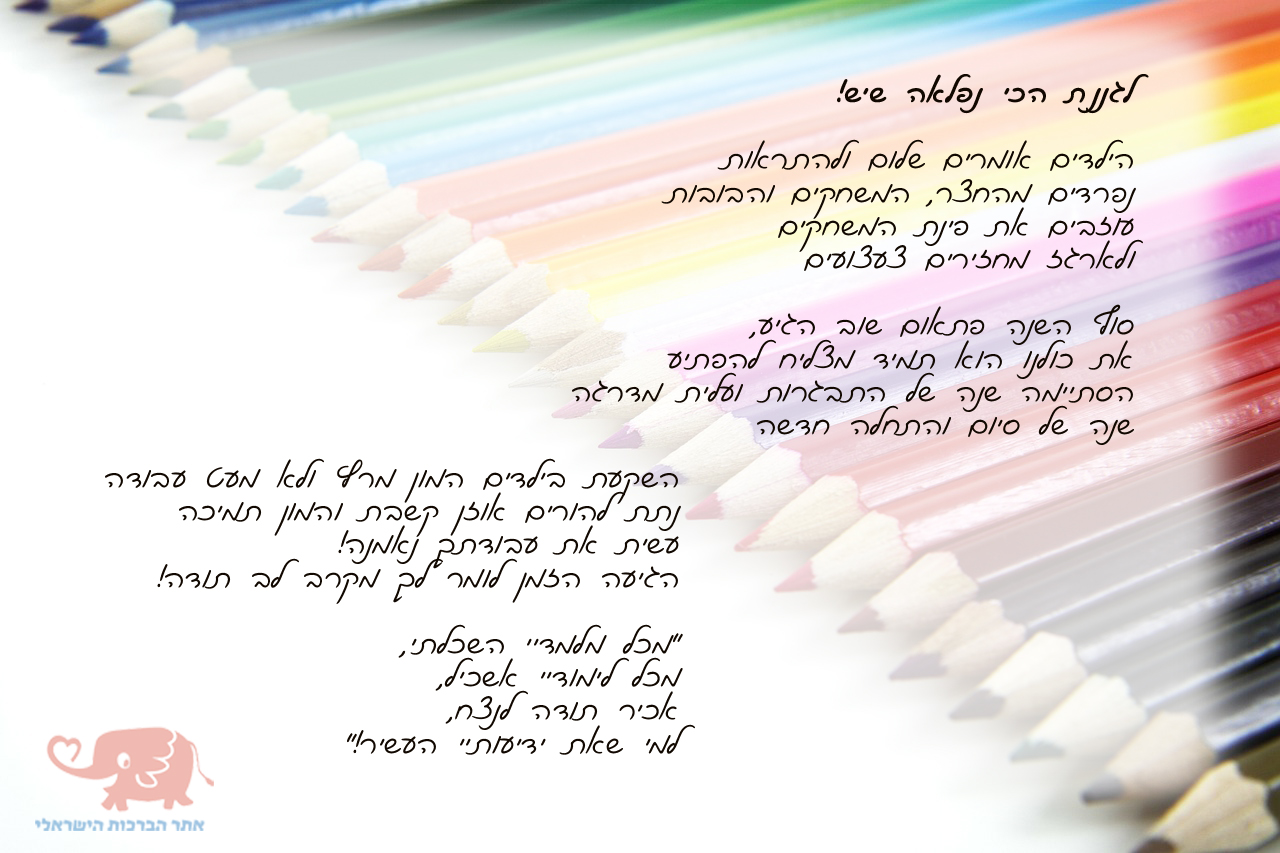 לגננת הכי נפלאה שיש!
הילדים אומרים שלום ולהתראות
נפרדים מהחצר, המשחקים והבובות
עוזבים את פינת המשחקים
ולארגז מחזירים צעצועים
סוף השנה פתאום שוב הגיע,
את כולנו הוא תמיד מצליח להפתיע
הסתיימה שנה של התבגרות ועלית מדרגה
שנה של סיום והתחלה חדשה
השקעת בילדים המון מרץ ולא מעט עבודה
נתת להורים אוזן קשבת והמון תמיכה
עשית את עבודתך נאמנה!
הגיעה הזמן לומר לך מקרב לב תודה!
"מכל מלמדיי השכלתי,
מכל לימודיי אשכיל,
אכיר תודה לנצח,
למי שאת ידיעותיי העשיר!"
אתר הברכות הישראלי